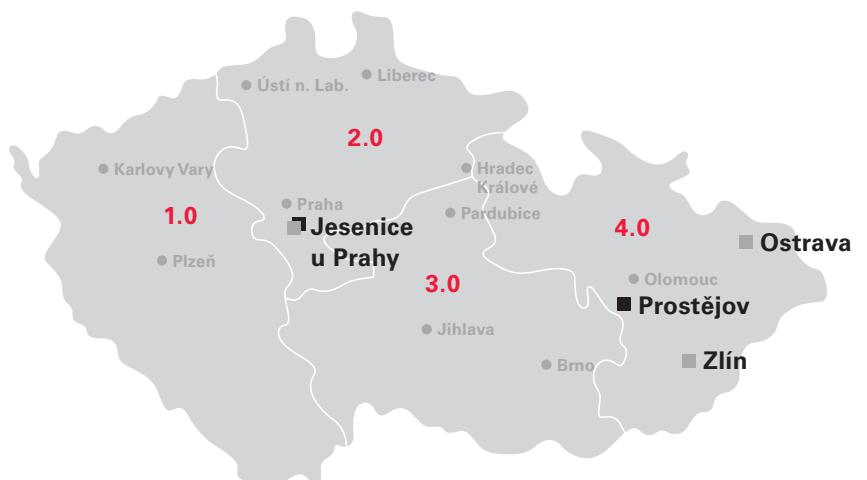 Ústí n. Lab.
Liberec
2.0
Karlovy Vary
Hradec
Králové
Praha
Pardubice
1.0
Jesenice
u Prahy
4.0
Ostrava
Plzeň
3.0
Olomouc
Prostějov
Jihlava
Zlín
Brno